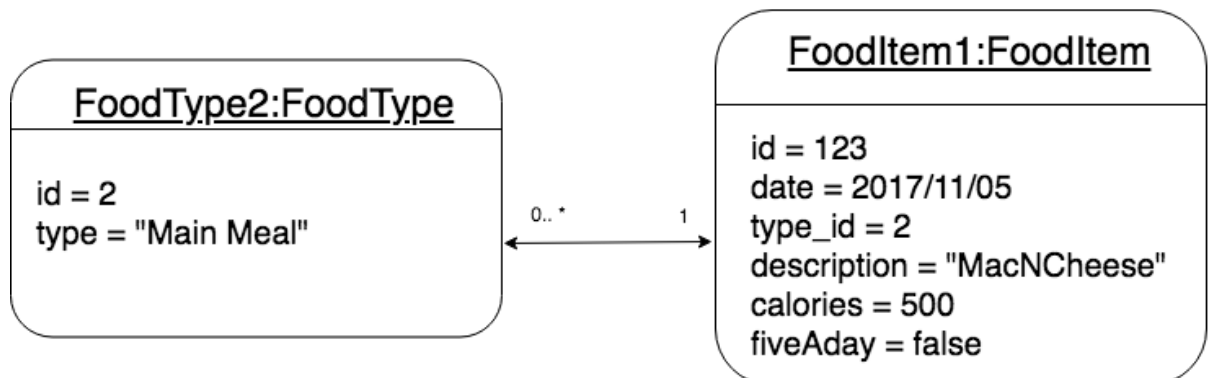 FoodType2:FoodType
id = 2
type = "Main Meal"
0.. *
1
FoodItem1:FoodItem
id = 123
date = 2017/11/05
type_id = 2
description = "MacNCheese"
calories = 500
fiveAday = false